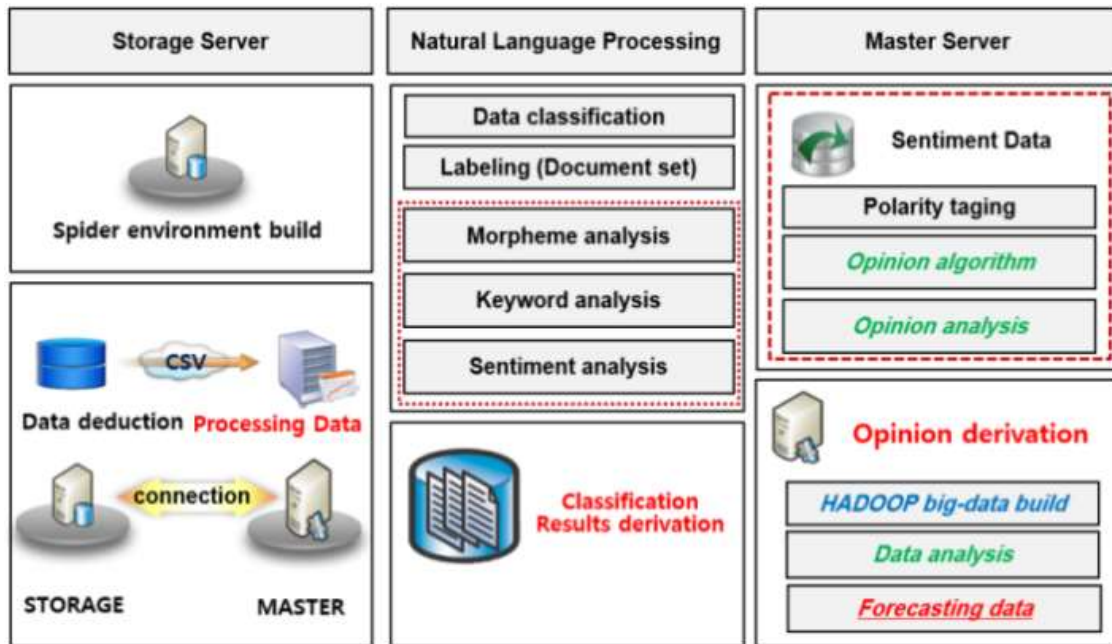 Storage Server
Spider environment build
CSV
Data deduction Processing Data
connection
STORAGE MASTER
Natural Language Processing
Data classification
Labeling (Document set)
Morpheme analysis
Keyword analysis
Sentiment analysis
Classification
Results derivation
Master Server
Sentiment Data
Polarity taging
Opinion algorithm
Opinion analysis
Opinion derivation
HADOOP big-data build
Data analysis
Forecasting data